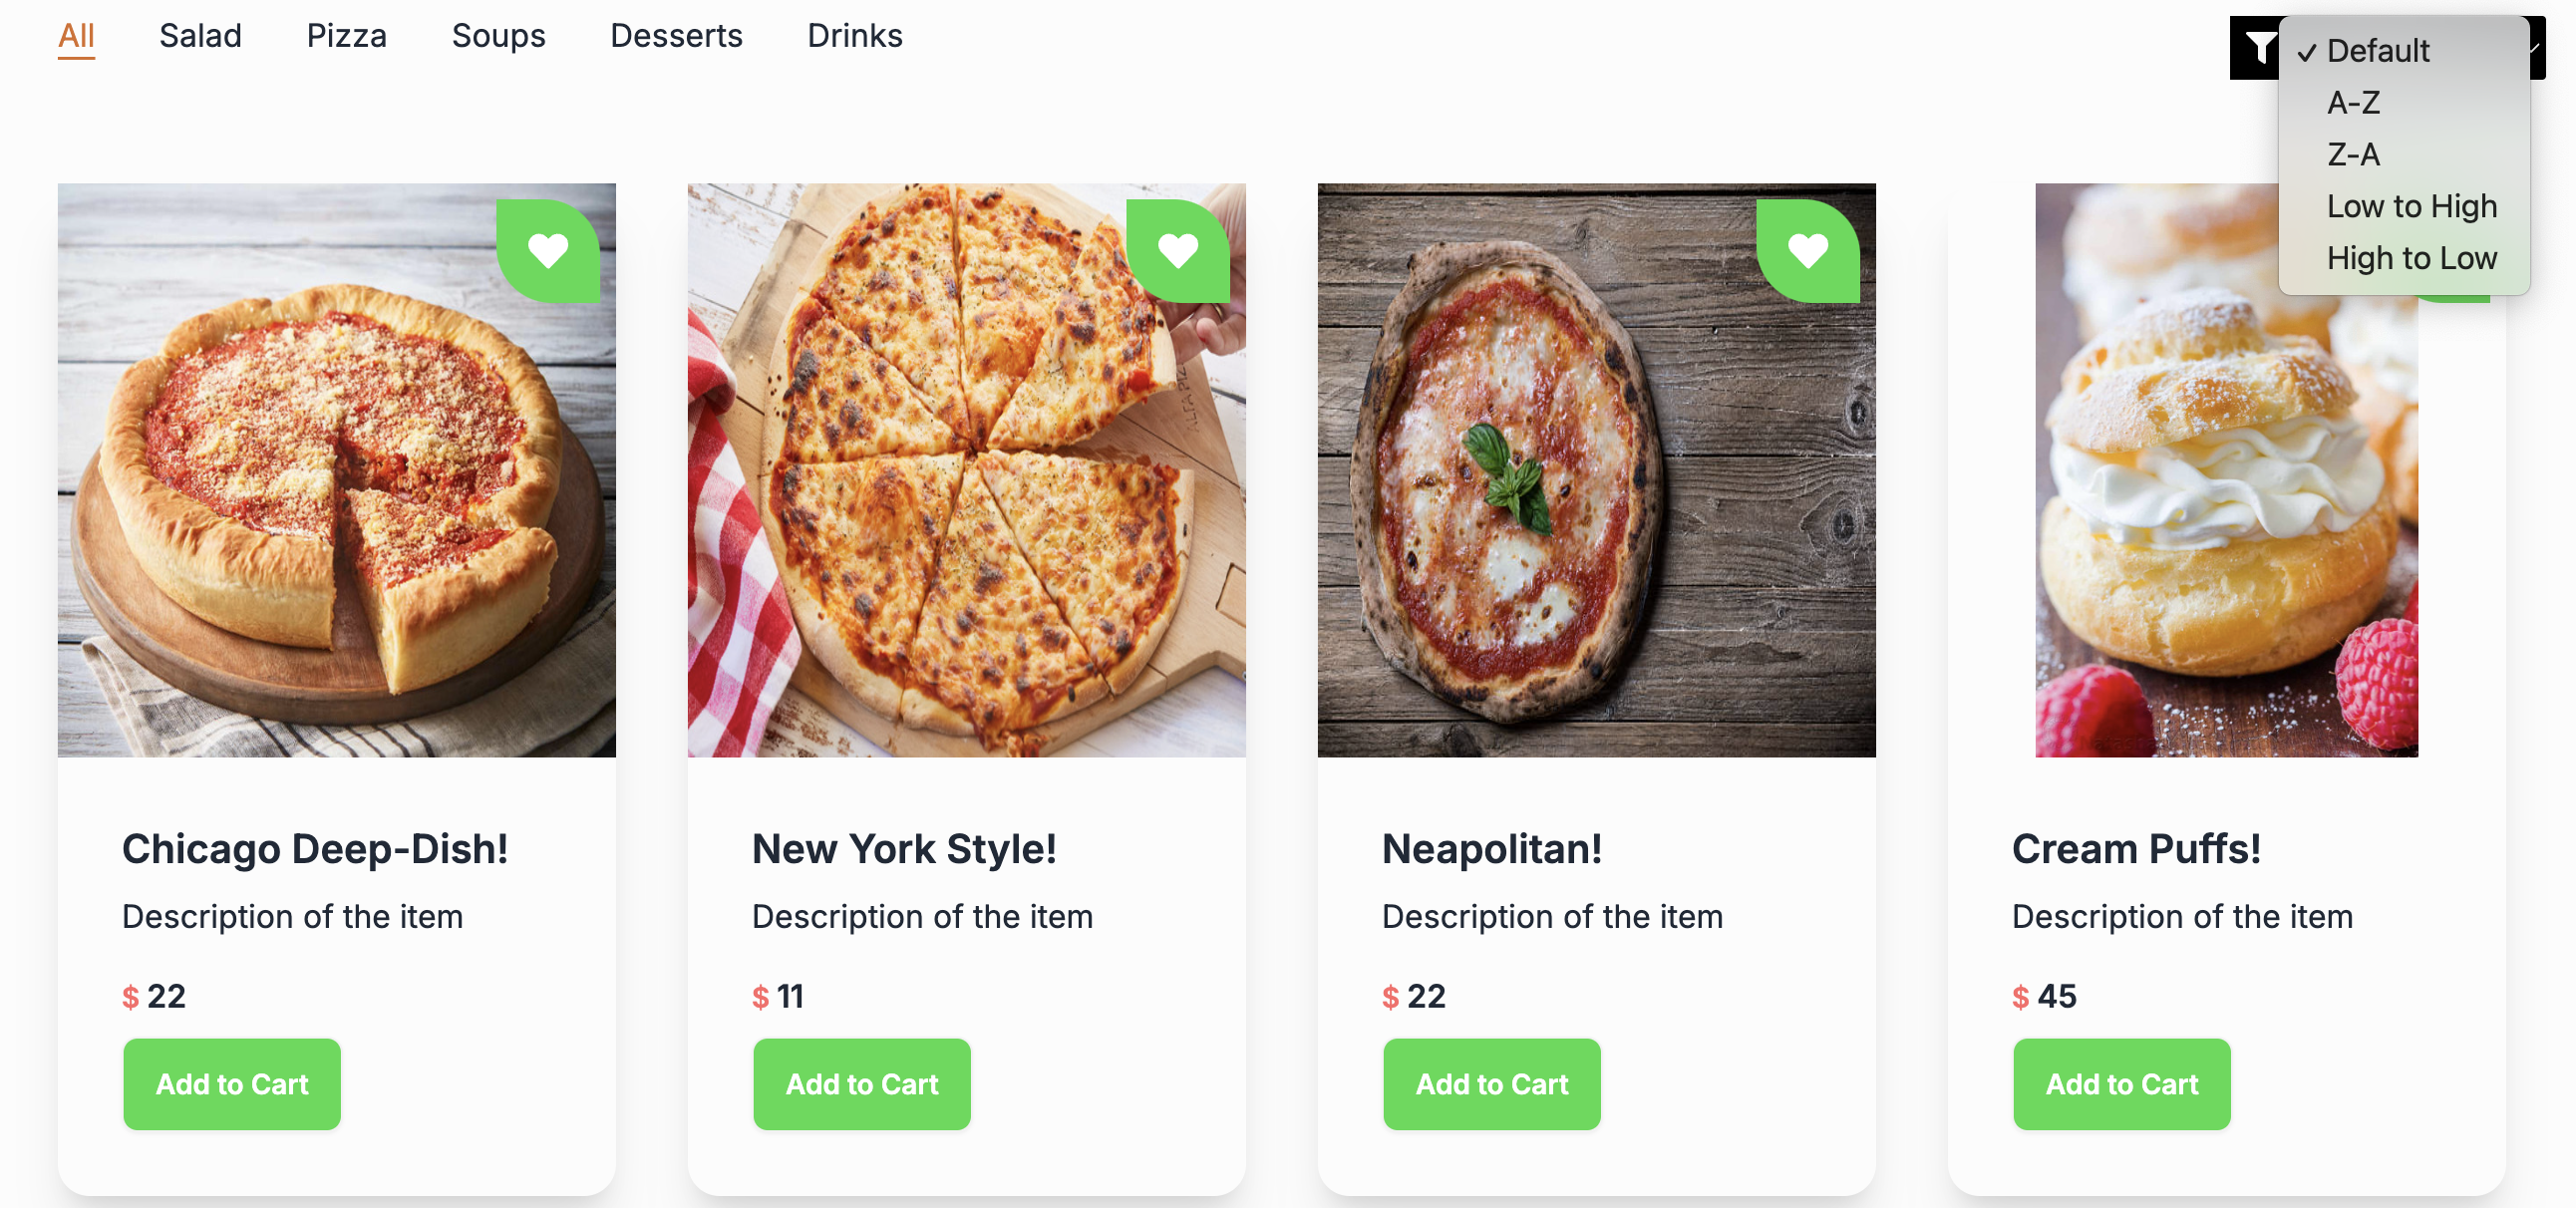 All Salad Pizza Soups Desserts Drinks
✓ Default
A-Z
Z-A
Low to High
High to Low
ALFA PIZ
Chicago Deep-Dish! New York Style! Neapolitan! Cream Puffs!
Description of the item Description of the item Description of the item Description of the item
$ 22 $ 11 $ 22 $ 45
Add to Cart Add to Cart Add to Cart Add to Cart